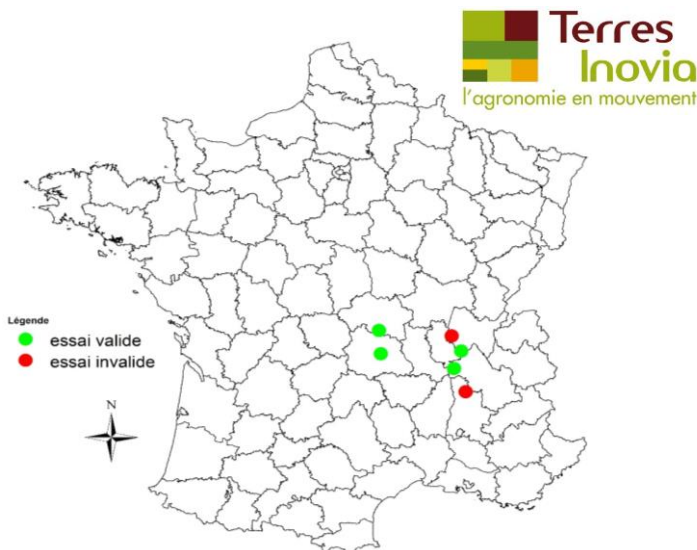 Terres
Inovia
l'agronomie en mouvement
Légende
essai valide
essai invalide
N